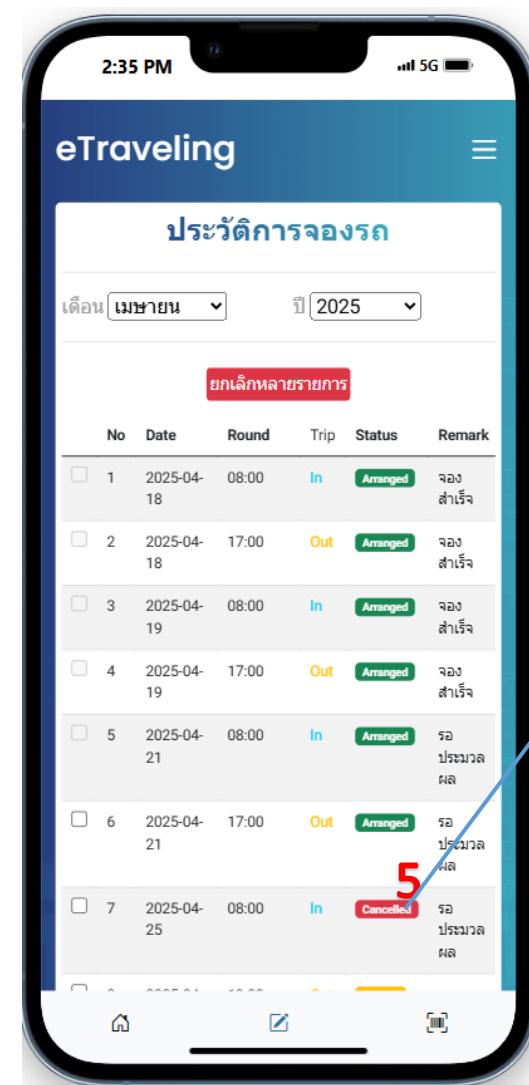 2:35 PM 5G
eTraveling
ประวัติการจองรถ
เดือน เมษายน ปี 2025
ยกเลิกหลายรายการ
No Date Round Trip Status Remark
1 2025-04-18 08:00 In Arranged จองสำเร็จ
2 2025-04-18 17:00 Out Arranged จองสำเร็จ
3 2025-04-19 08:00 In Arranged จองสำเร็จ
4 2025-04-19 17:00 Out Arranged จองสำเร็จ
5 2025-04-21 08:00 In Arranged รอประมวลผล
6 2025-04-21 17:00 Out Arranged รอประมวลผล
5
7 2025-04-25 08:00 In Cancelled รอประมวลผล